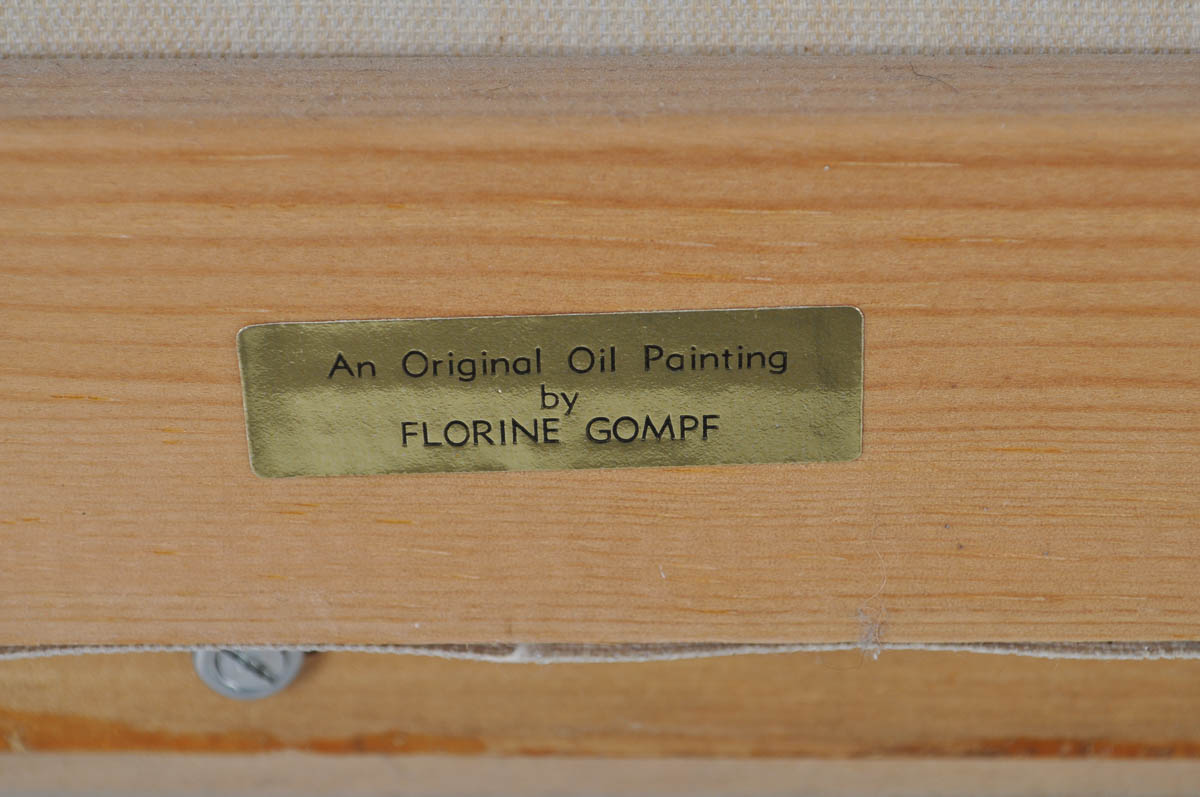 An Original Oil Painting
by
FLORINE GOMPF